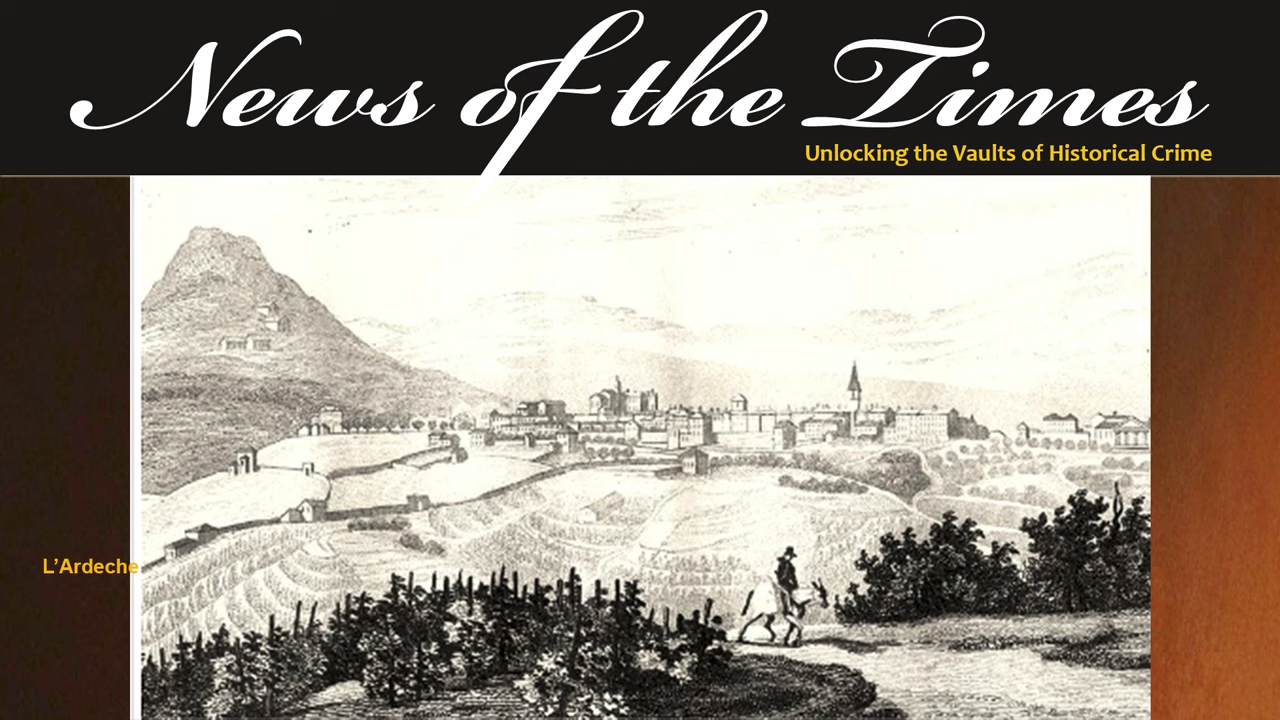 News of the Times
Unlocking the Vaults of Historical Crime
L'Ardeche